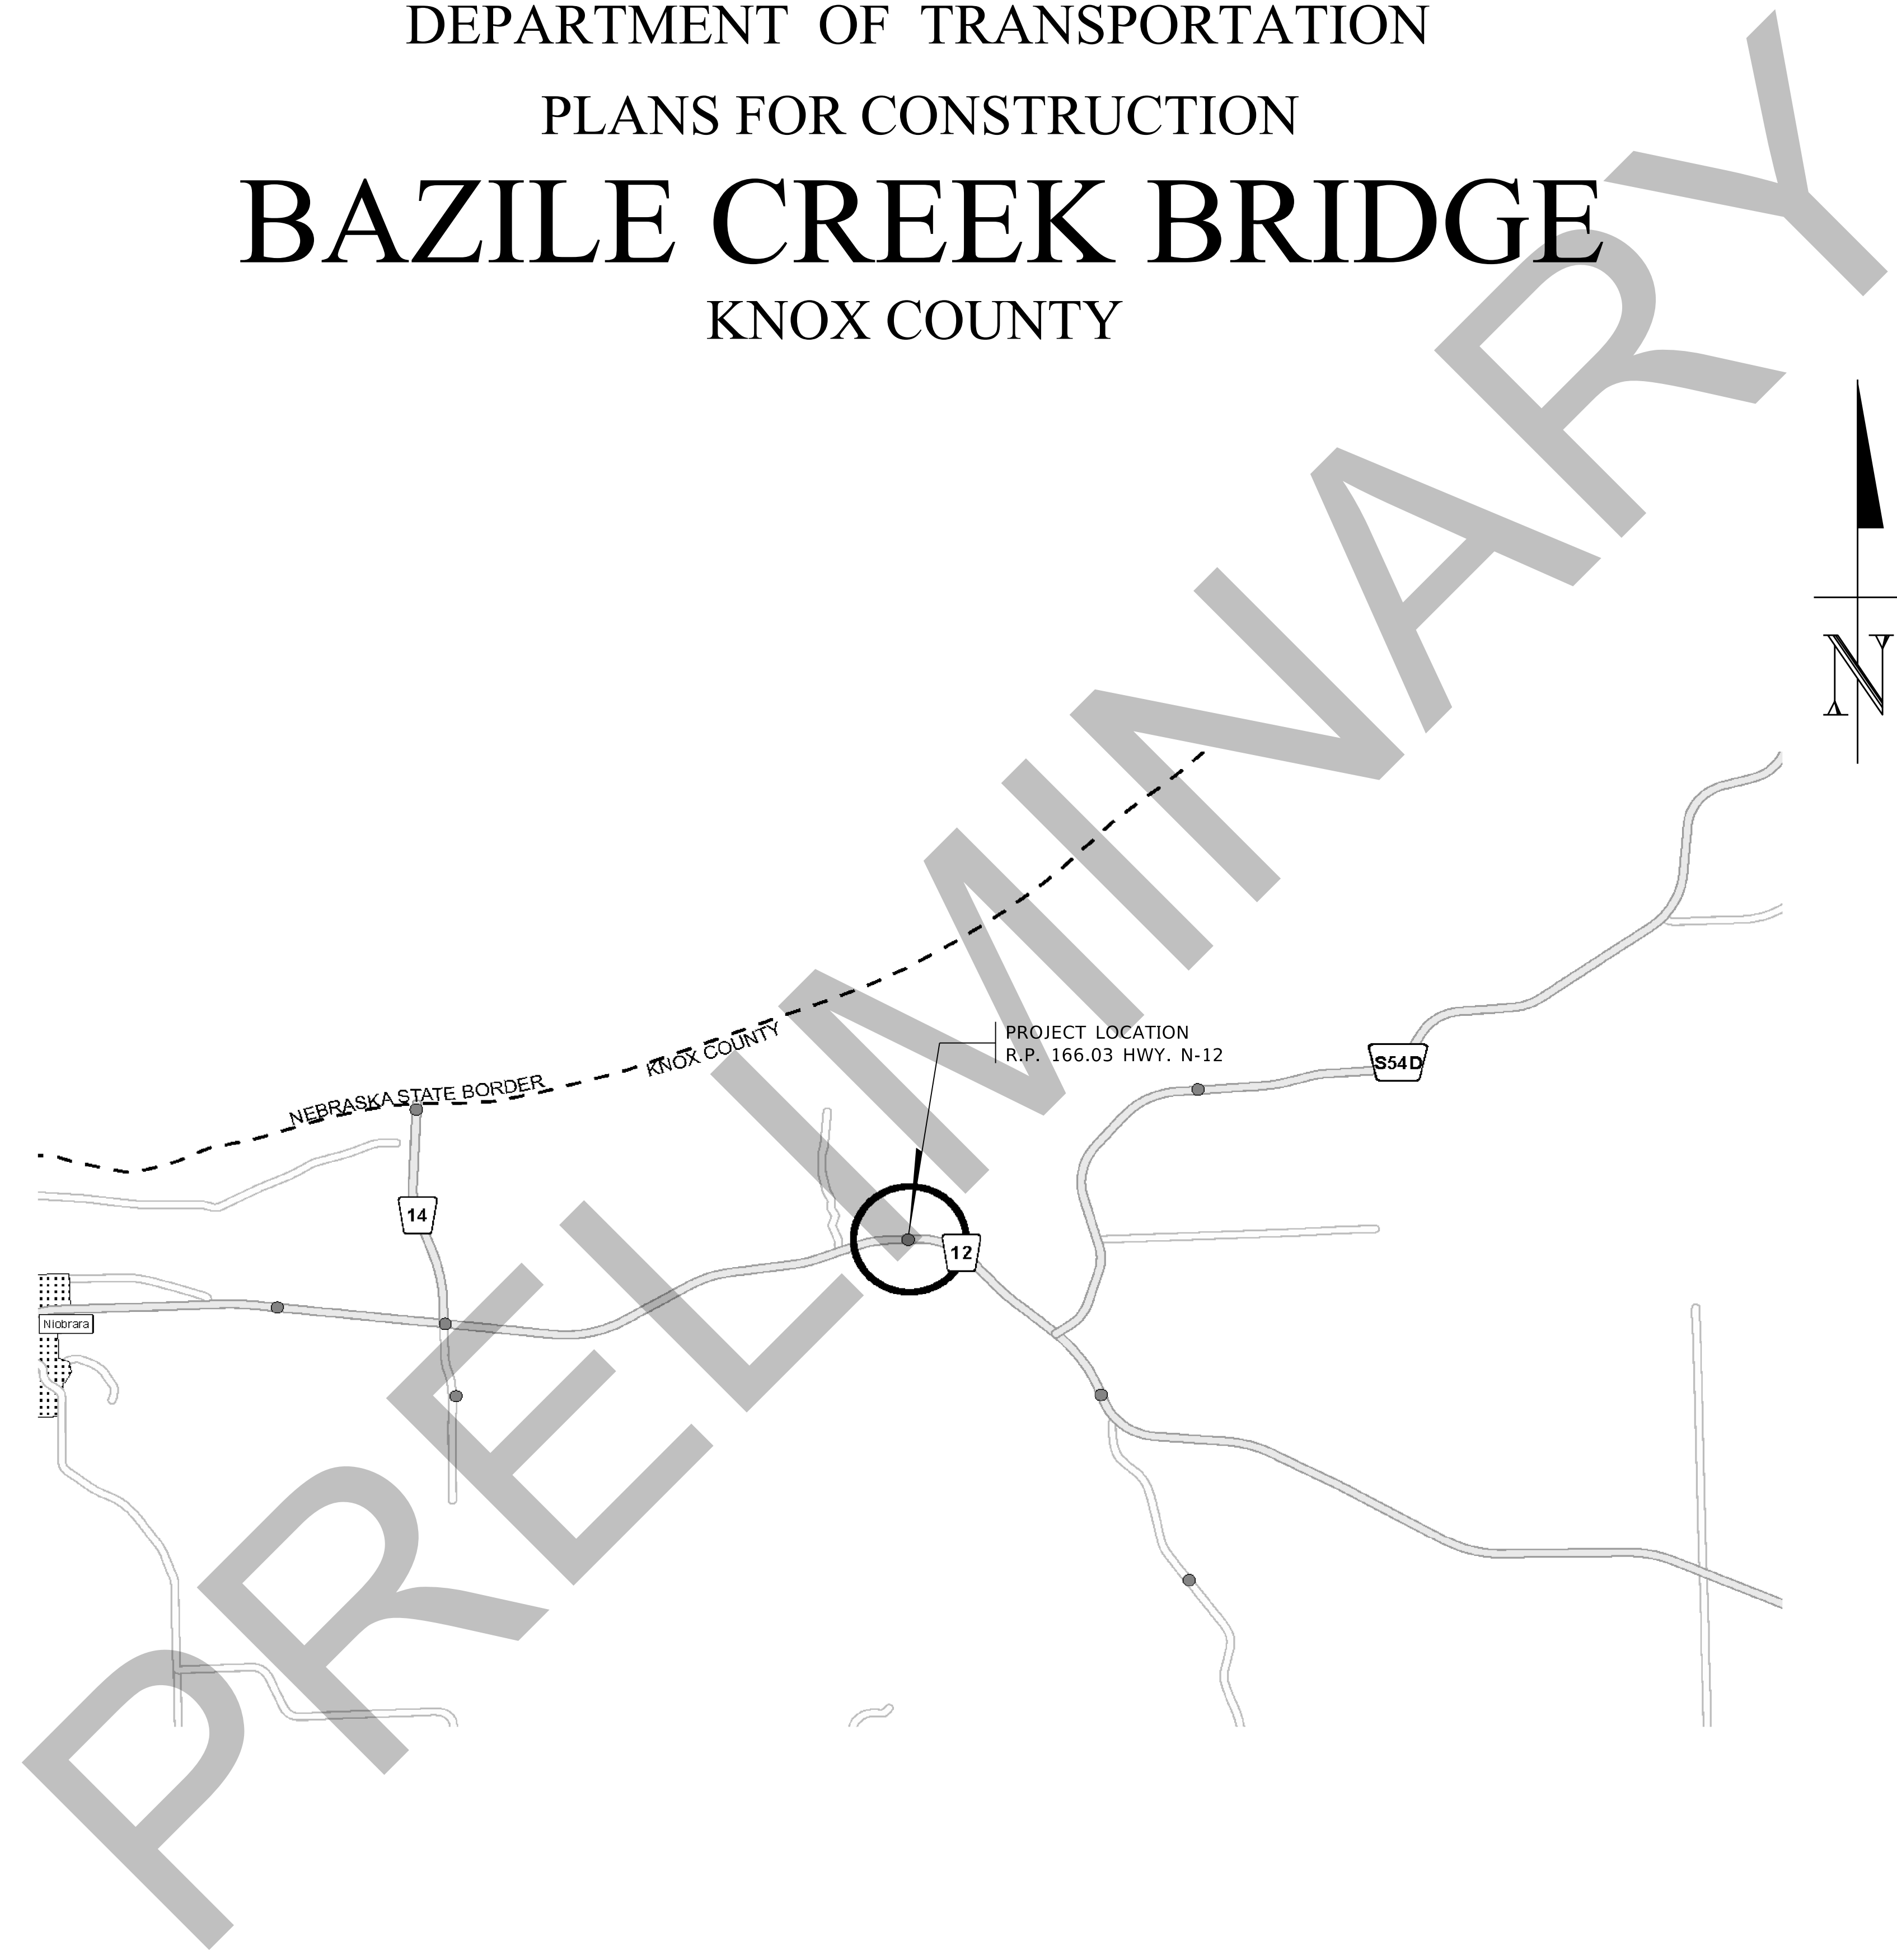 DEPARTMENT OF TRANSPORTATION
PLANS FOR CONSTRUCTION
BAZILE CREEK BRIDGE
KNOX COUNTY
N
PROJECT LOCATION
R.P. 166.03 HWY. N-12
KNOX COUNTY
NEBRASKA STATE BORDER
S54D
14
12
Niobrara
PRELIMINARY